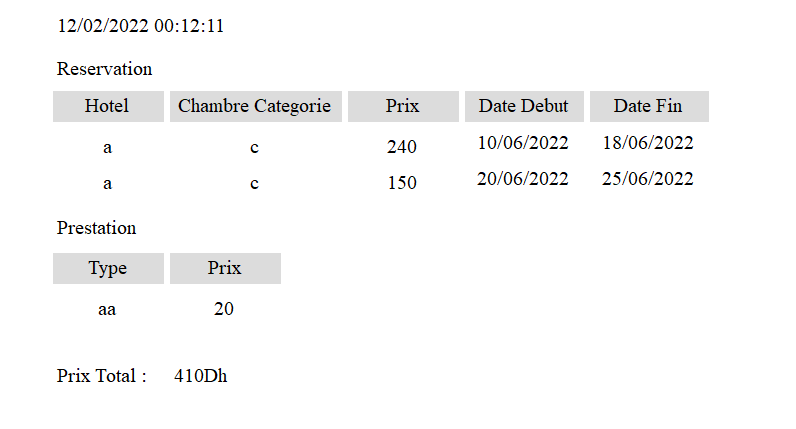 12/02/2022 00:12:11
Reservation
Hotel Chambre Categorie Prix Date Debut Date Fin
a c 240 10/06/2022 18/06/2022
a c 150 20/06/2022 25/06/2022
Prestation
Type Prix
aa 20
Prix Total : 410Dh